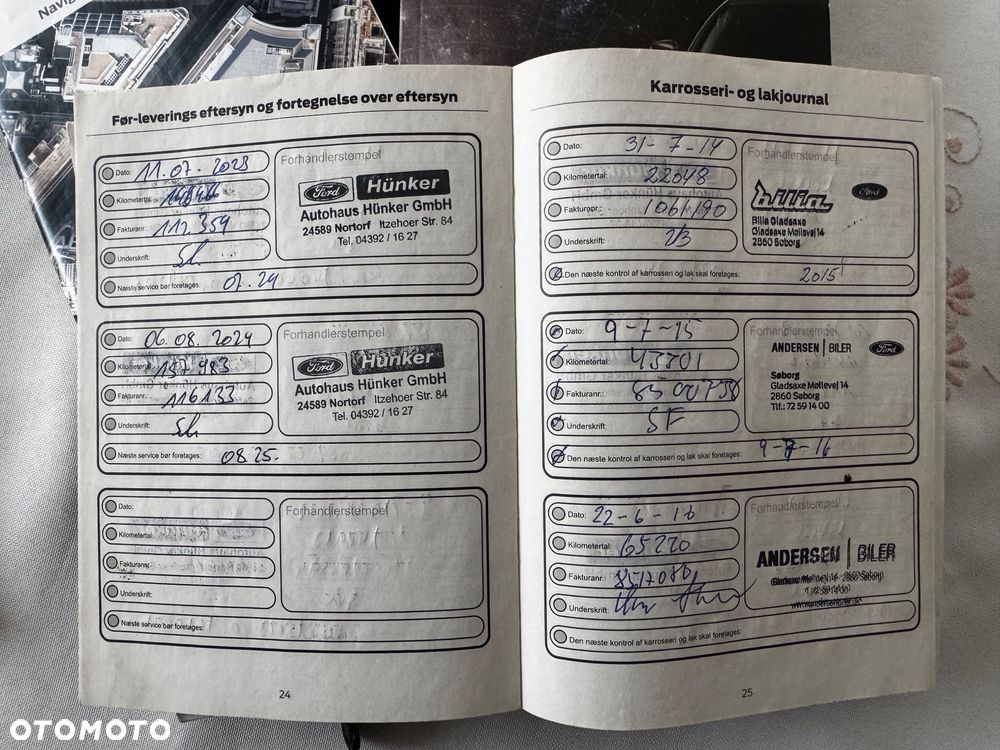 Navig
Før-leverings eftersyn og fortegnelse over eftersyn
Dato: 11.07.2023
Kilometertal:
Fakturanr.: 112 359
Underskrift:
Næste service bør foretages: 07.24
Forhandlerstempel
Ford Hünker
Autohaus Hünker GmbH
24589 Nortorf Itzehoer Str. 84
Tel. 04392 / 16 27
Dato: 06.08.2024
Kilometertal: 157 983
Fakturanr.: 116133
Underskrift:
Næste service bør foretages: 08 25.
Forhandlerstempel
Ford Hünker
Autohaus Hünker GmbH
24589 Nortorf Itzehoer Str. 84
Tel. 04392 / 16 27
Dato:
Kilometertal:
Fakturanr.:
Underskrift:
Næste service bør foretages:
Forhandlerstempel
24
Karrosseri- og lakjournal
Dato: 31-7-14
Kilometertal: 22648
Fakturanr.: 1061190
Underskrift:
Den næste kontrol af karrosseri og lak skal foretages: 2015
Forhandlerstempel
bilia Ford
Bilia Gladsaxe
Gladsaxe Møllevej 14
2860 Søborg
Dato: 9-7-15
Kilometertal:
Fakturanr.:
Underskrift: SF
Den næste kontrol af karrosseri og lak skal foretages: 9-7-16
Forhandlerstempel
ANDERSEN | BILER Ford
Søborg
Gladsaxe Møllevej 14
2860 Søborg
Tlf.: 72 59 14 00
Dato: 22-6-16
Kilometertal: 65220
Fakturanr.: 8517086
Underskrift:
Den næste kontrol af karrosseri og lak skal foretages:
Forhandlerstempel
ANDERSEN | BILER
25
OTOMOTO